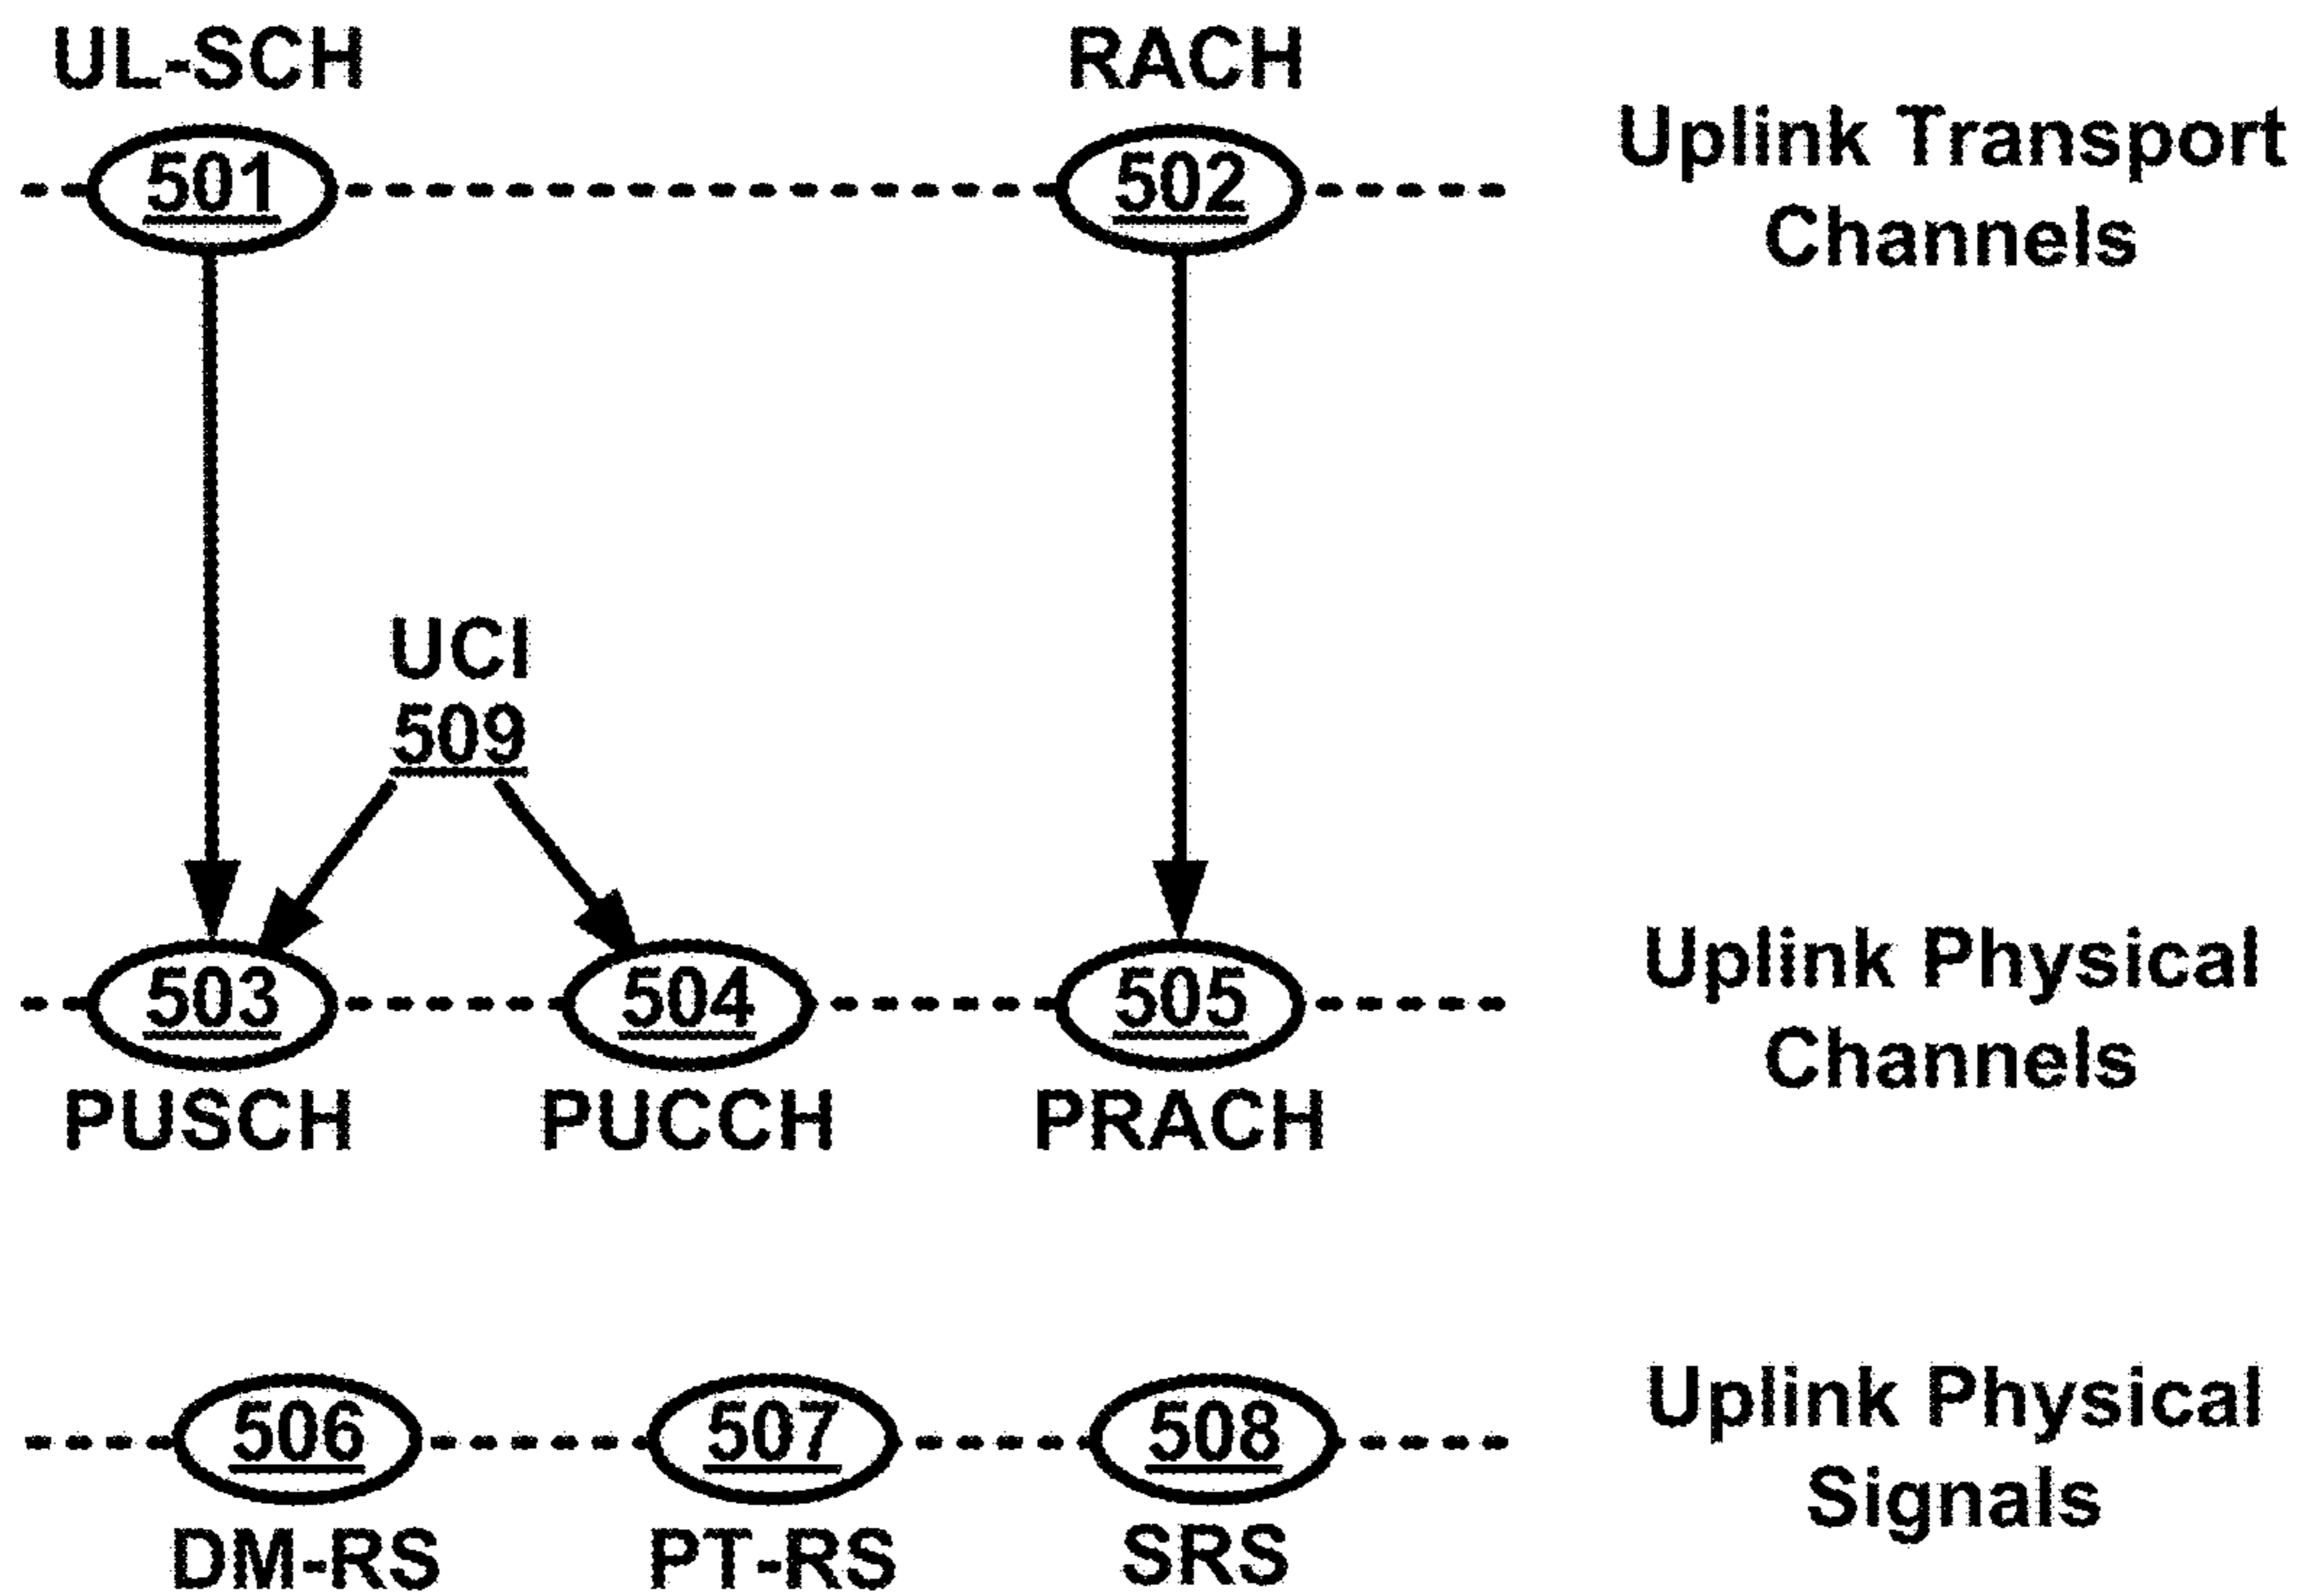 UL-SCH
RACH
501
502
Uplink Transport
Channels
UCI
509
503
504
505
Uplink Physical
Channels
PUSCH
PUCCH
PRACH
506
507
508
Uplink Physical
Signals
DM-RS
PT-RS
SRS